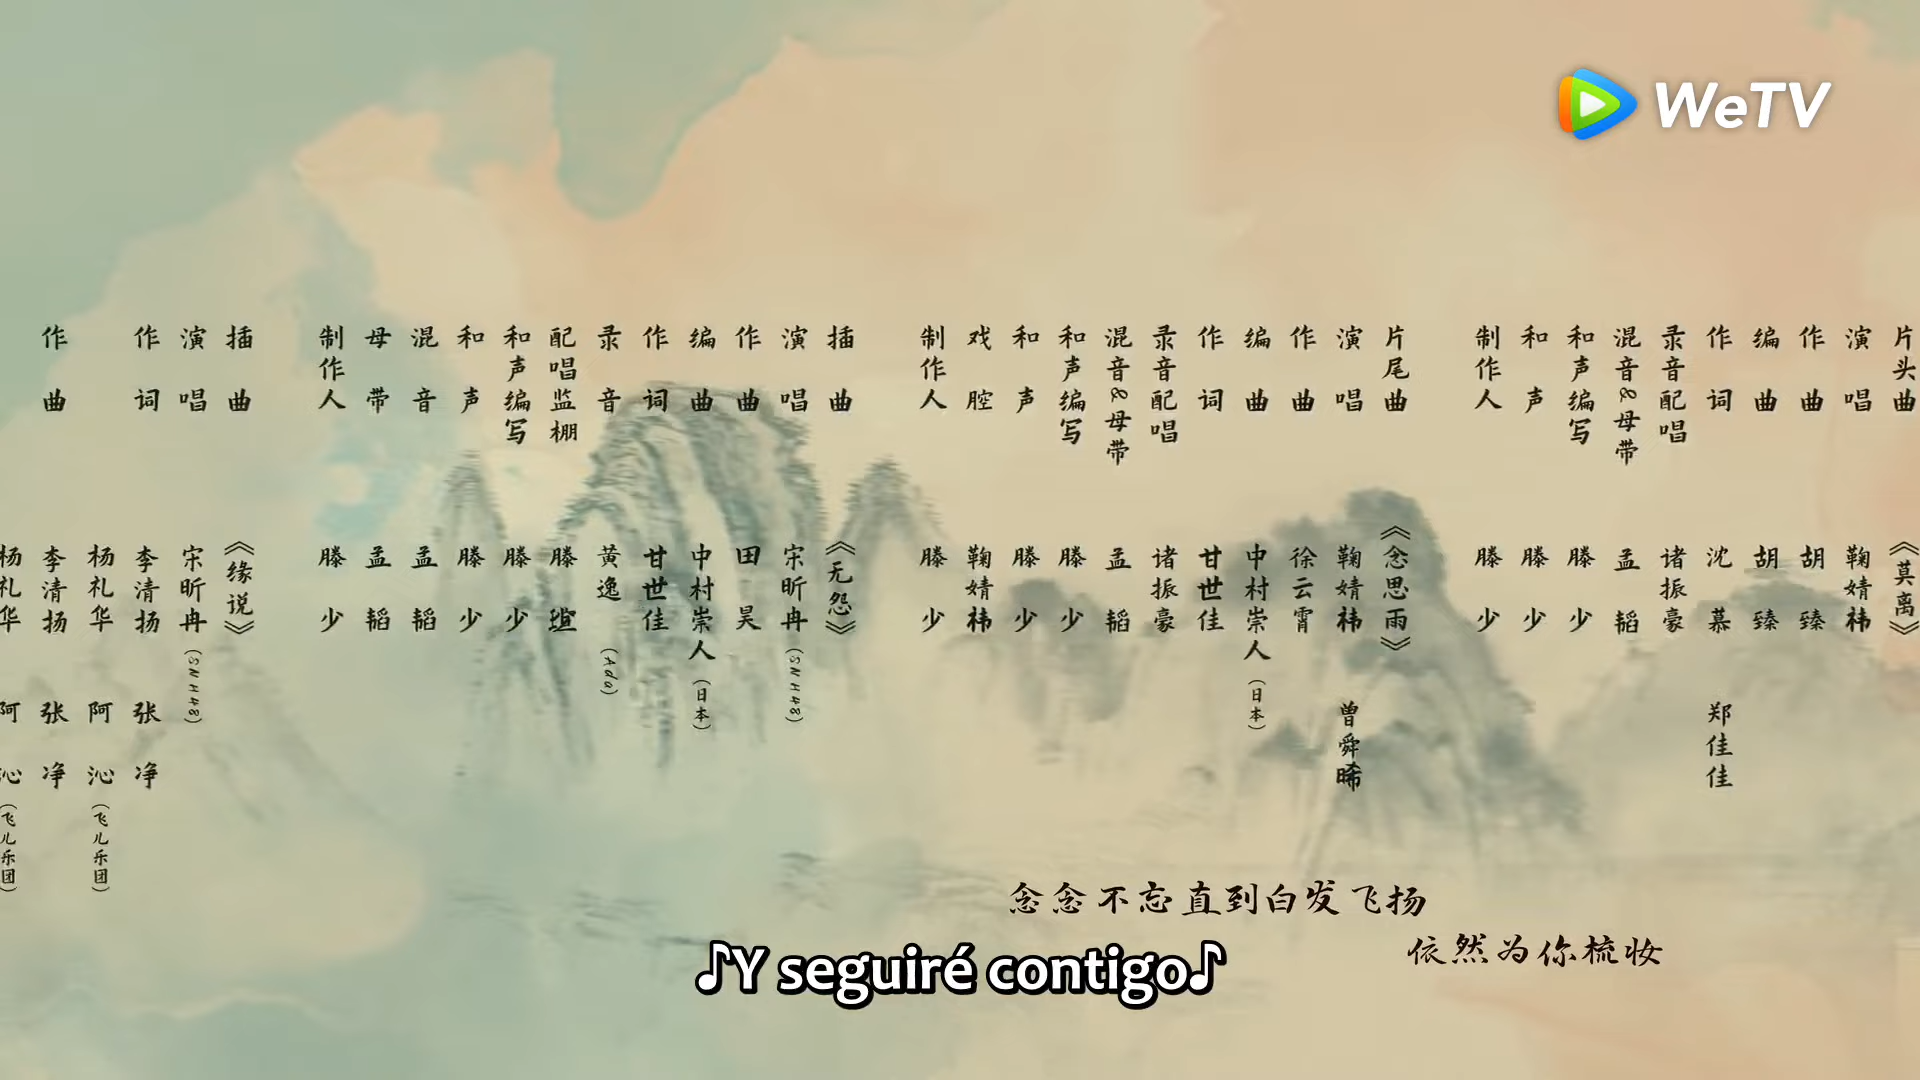 WeTV
片头曲 《莫离》
演唱 鞠婧祎
作曲 胡臻
编曲 胡臻
作词 沈慕 郑佳佳
录音配唱 诸振豪
混音&母带 孟韬
和声编写 滕少
和声 滕少
制作人 滕少
片尾曲 《念思雨》
演唱 鞠婧祎 曾舜晞
作曲 徐云霄
编曲 中村崇人（日本）
作词 甘世佳
录音配唱 诸振豪
混音&母带 孟韬
和声编写 滕少
和声 滕少
戏腔 鞠婧祎
制作人 滕少
插曲 《无怨》
演唱 宋昕冉（SNH48）
作曲 田昊
编曲 中村崇人（日本）
作词 甘世佳
录音 黄逸（Ada）
配唱监棚 滕
和声编写 滕少
和声 滕少
混音 孟韬
母带 孟韬
制作人 滕少
插曲 《缘说》
演唱 宋昕冉（SNH48）
作词 李清扬 张净
杨礼华 阿沁（飞儿乐团）
作曲 李清扬 张净
杨礼华 阿沁（飞儿乐团）
念念不忘直到白发飞扬
依然为你梳妆
♪Y seguiré contigo♪